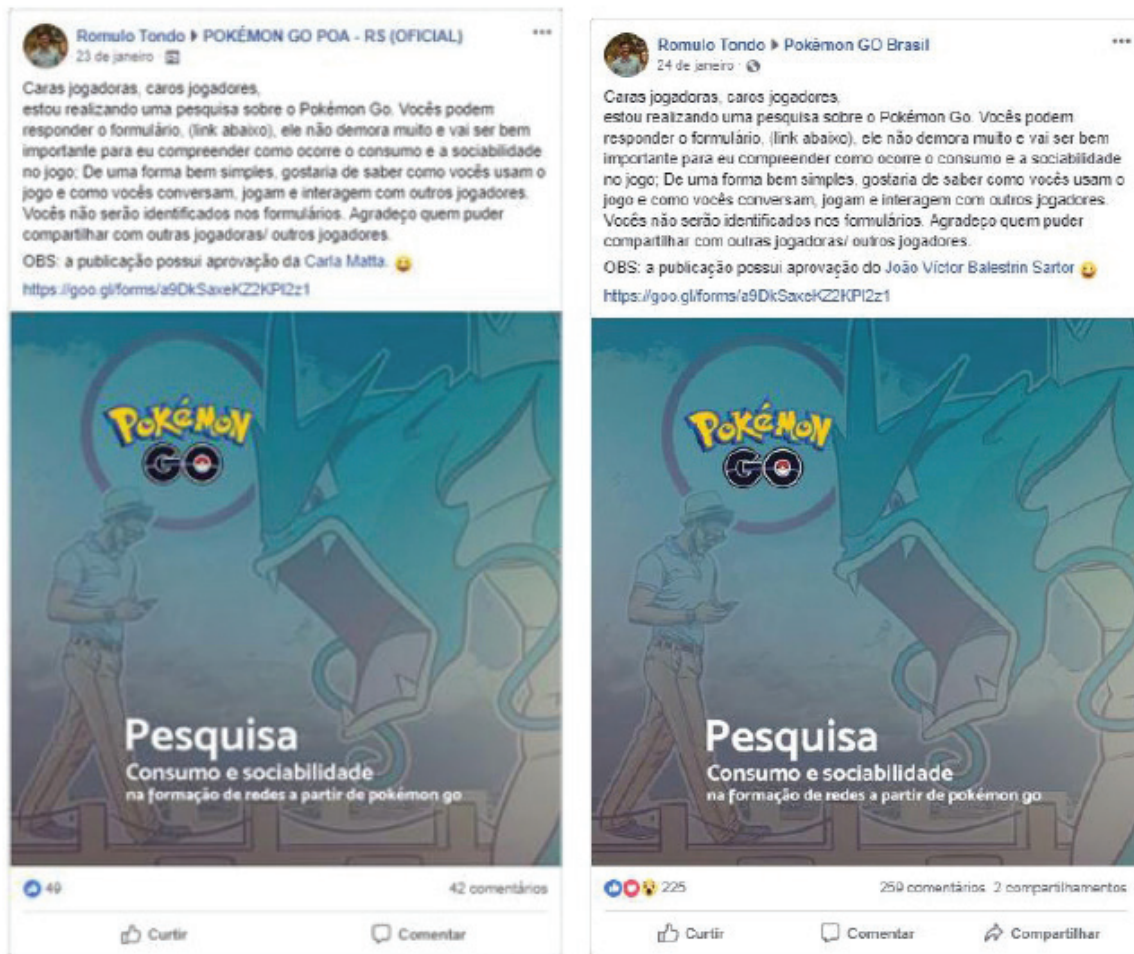 Romulo Tondo ▸ POKÉMON GO POA - RS (OFICIAL)
23 de janeiro
Caras jogadoras, caros jogadores,
estou realizando uma pesquisa sobre o Pokémon Go. Vocês podem
responder o formulário, (link abaixo), ele não demora muito e vai ser bem
importante para eu compreender como ocorre o consumo e a sociabilidade
no jogo; De uma forma bem simples, gostaria de saber como vocês usam o
jogo e como vocês conversam, jogam e interagem com outros jogadores.
Vocês não serão identificados nos formulários. Agradeço quem puder
compartilhar com outras jogadoras/ outros jogadores.
OBS: a publicação possui aprovação da Carla Matta. 😀
https://goo.gl/forms/a9DkSaxeKZ2KPl2z1
POKéMON
GO
Pesquisa
Consumo e sociabilidade
na formação de redes a partir de pokémon go
49
42 comentários
Curtir
Comentar
Romulo Tondo ▸ Pokémon GO Brasil
24 de janeiro
Caras jogadoras, caros jogadores,
estou realizando uma pesquisa sobre o Pokémon Go. Vocês podem
responder o formulário, (link abaixo), ele não demora muito e vai ser bem
importante para eu compreender como ocorre o consumo e a sociabilidade
no jogo; De uma forma bem simples, gostaria de saber como vocês usam o
jogo e como vocês conversam, jogam e interagem com outros jogadores.
Vocês não serão identificados nos formulários. Agradeço quem puder
compartilhar com outras jogadoras/ outros jogadores.
OBS: a publicação possui aprovação do João Víctor Balestrin Sartor 😀
https://goo.gl/forms/a9DkSaxeKZ2KPl2z1
POKéMON
GO
Pesquisa
Consumo e sociabilidade
na formação de redes a partir de pokémon go
225
259 comentários 2 compartilhamentos
Curtir
Comentar
Compartilhar